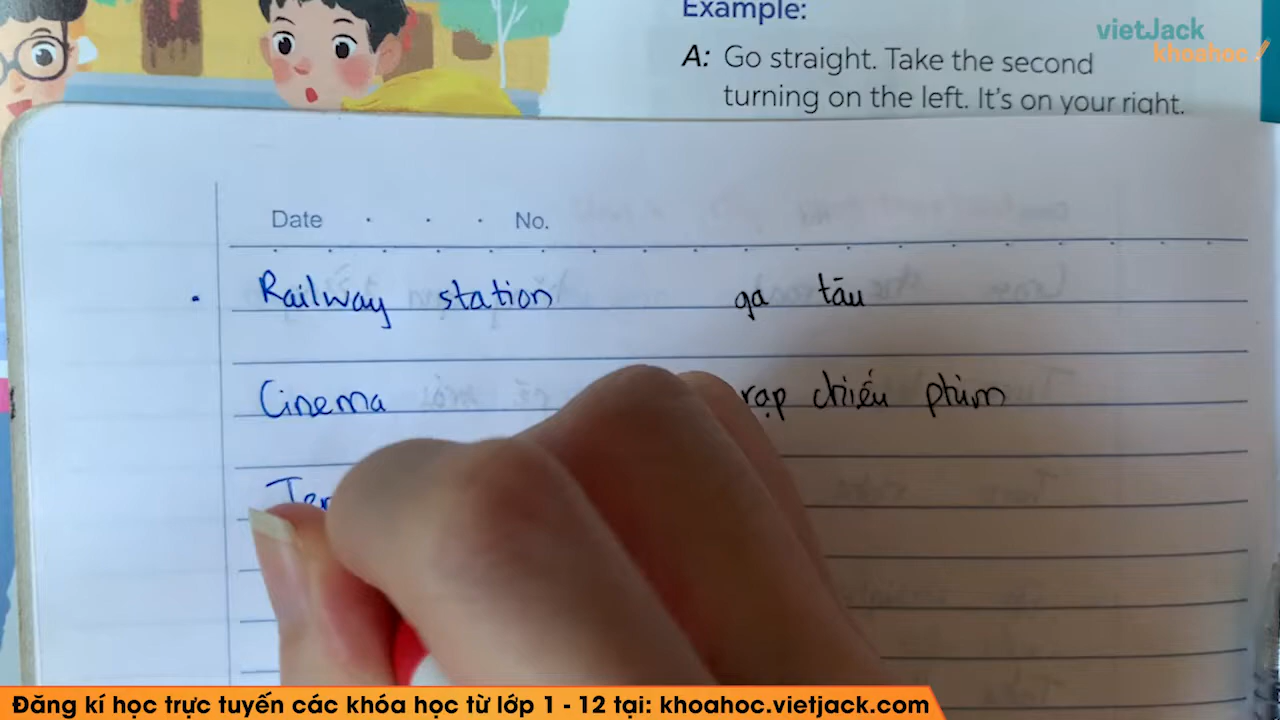 Example:
vietJack
khoahoc !
A: Go straight. Take the second
turning on the left. It's on your right.
Date . . . No.
Railway station ga tàu
Cinema rạp chiếu phim
Đăng kí học trực tuyến các khóa học từ lớp 1 - 12 tại: khoahoc.vietjack.com